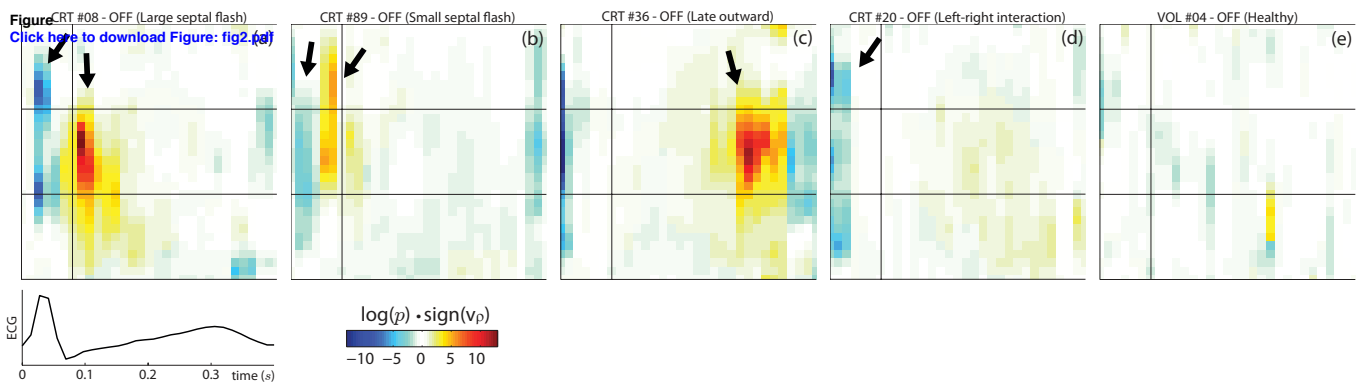 Figure
Click here to download Figure: fig2.pdf
CRT #08 - OFF (Large septal flash)
CRT #89 - OFF (Small septal flash)
CRT #36 - OFF (Late outward)
CRT #20 - OFF (Left-right interaction)
VOL #04 - OFF (Healthy)
(a)
(b)
(c)
(d)
(e)
ECG
0
0.1
0.2
0.3
time (s)
log(p) • sign(vρ)
−10
−5
0
5
10